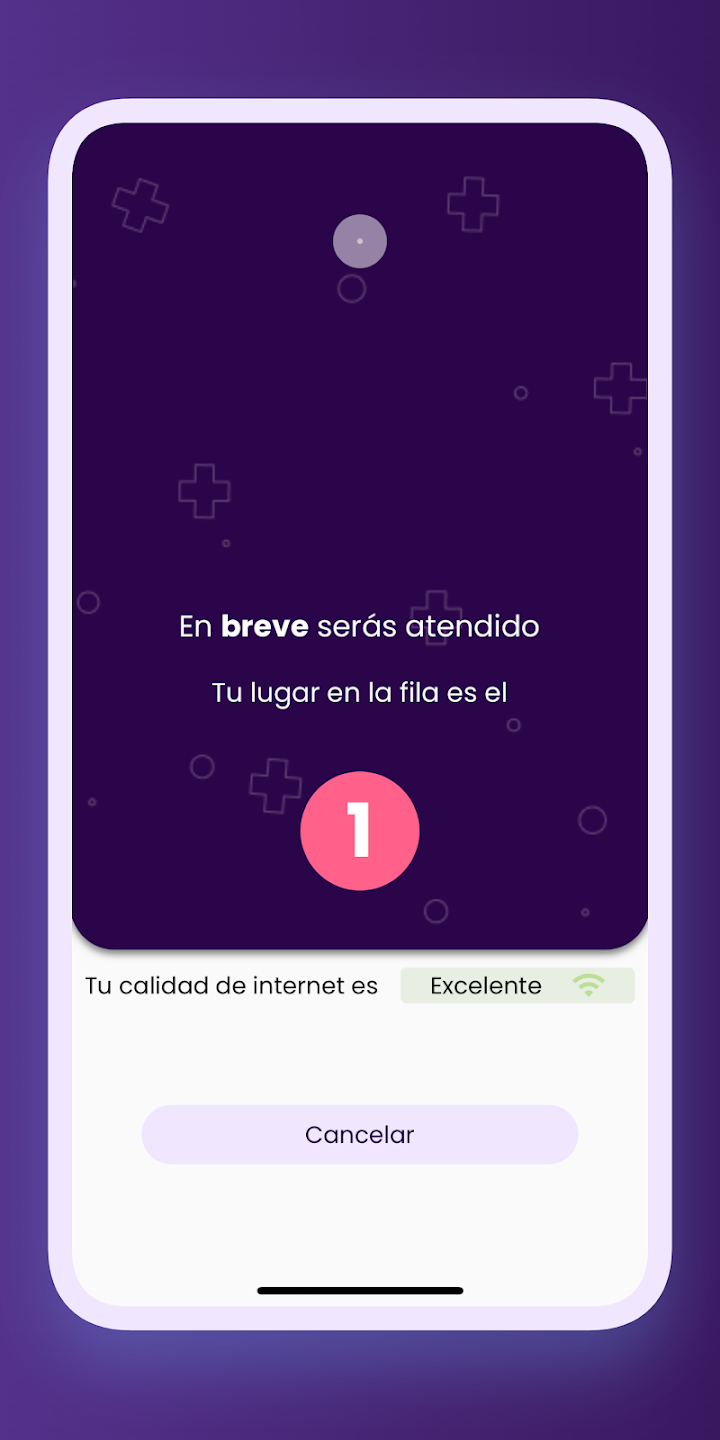 En breve serás atendido
Tu lugar en la fila es el
1
Tu calidad de internet es Excelente
Cancelar